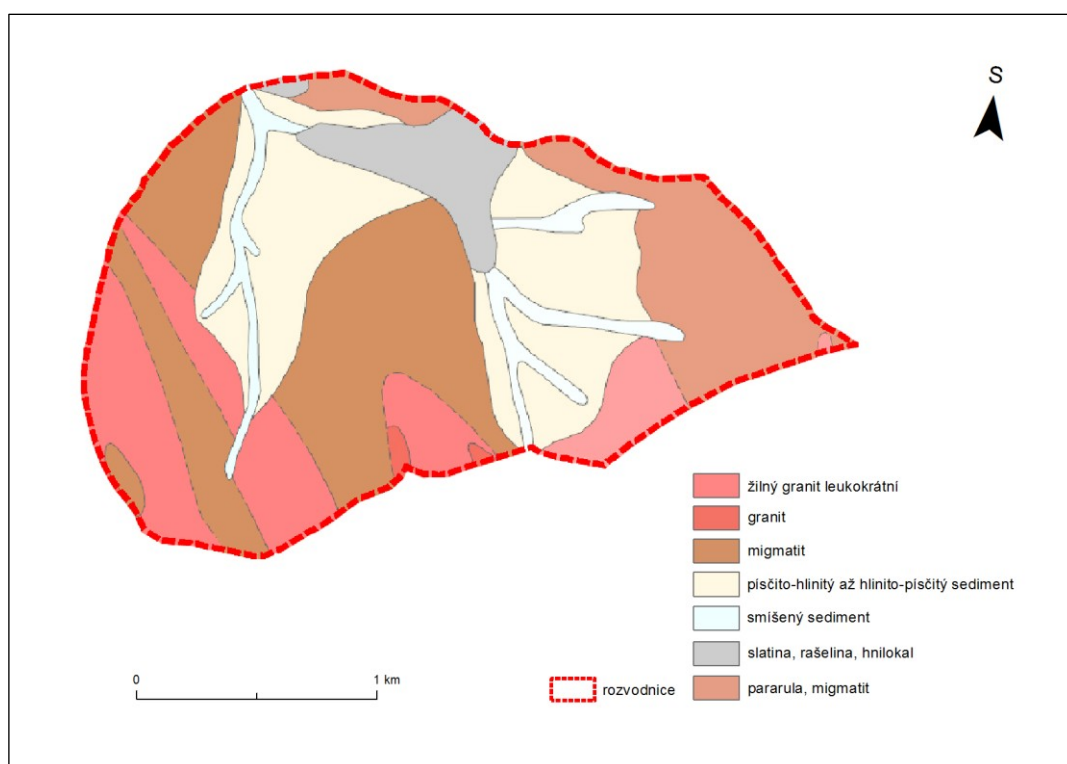 S
žilný granit leukokrátní
granit
migmatit
písčito-hlinitý až hlinito-písčitý sediment
smíšený sediment
slatina, rašelina, hnilokal
0 1 km
rozvodnice
pararula, migmatit